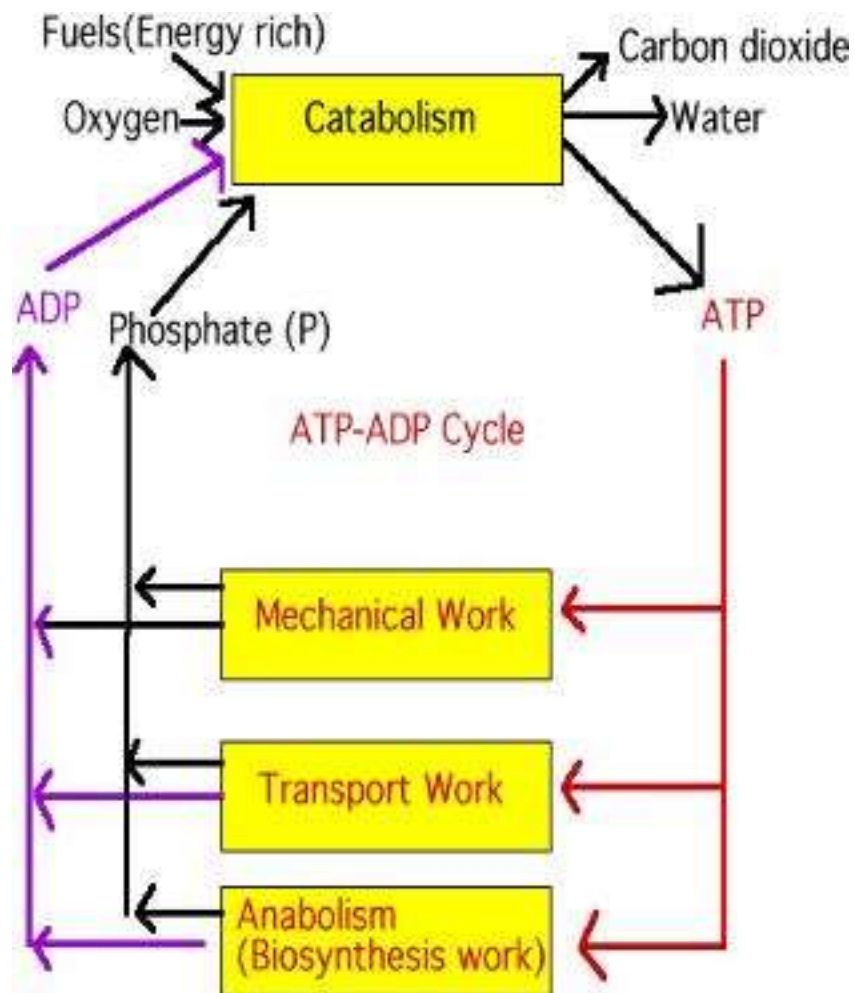 Fuels(Energy rich)
Carbon dioxide
Oxygen
Catabolism
Water
ADP
Phosphate (P)
ATP
ATP-ADP Cycle
Mechanical Work
Transport Work
Anabolism
(Biosynthesis work)